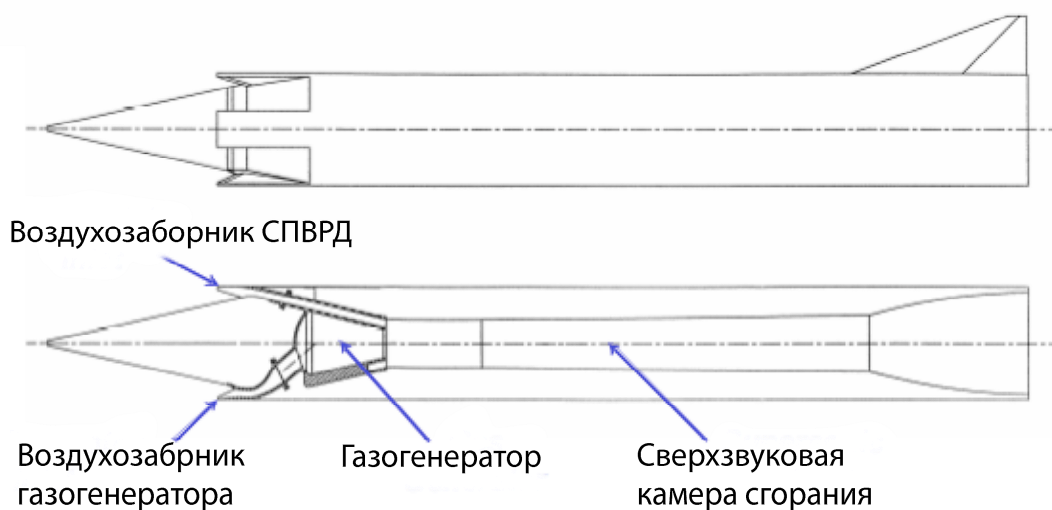 Воздухозаборник СПВРД
Воздухозабрник
газогенератора
Газогенератор
Сверхзвуковая
камера сгорания